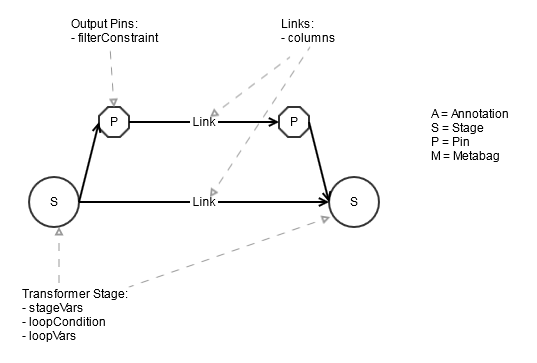 Output Pins:
- filterConstraint
Links:
- columns
P
Link
P
A = Annotation
S = Stage
P = Pin
M = Metabag
S
Link
S
Transformer Stage:
- stageVars
- loopCondition
- loopVars